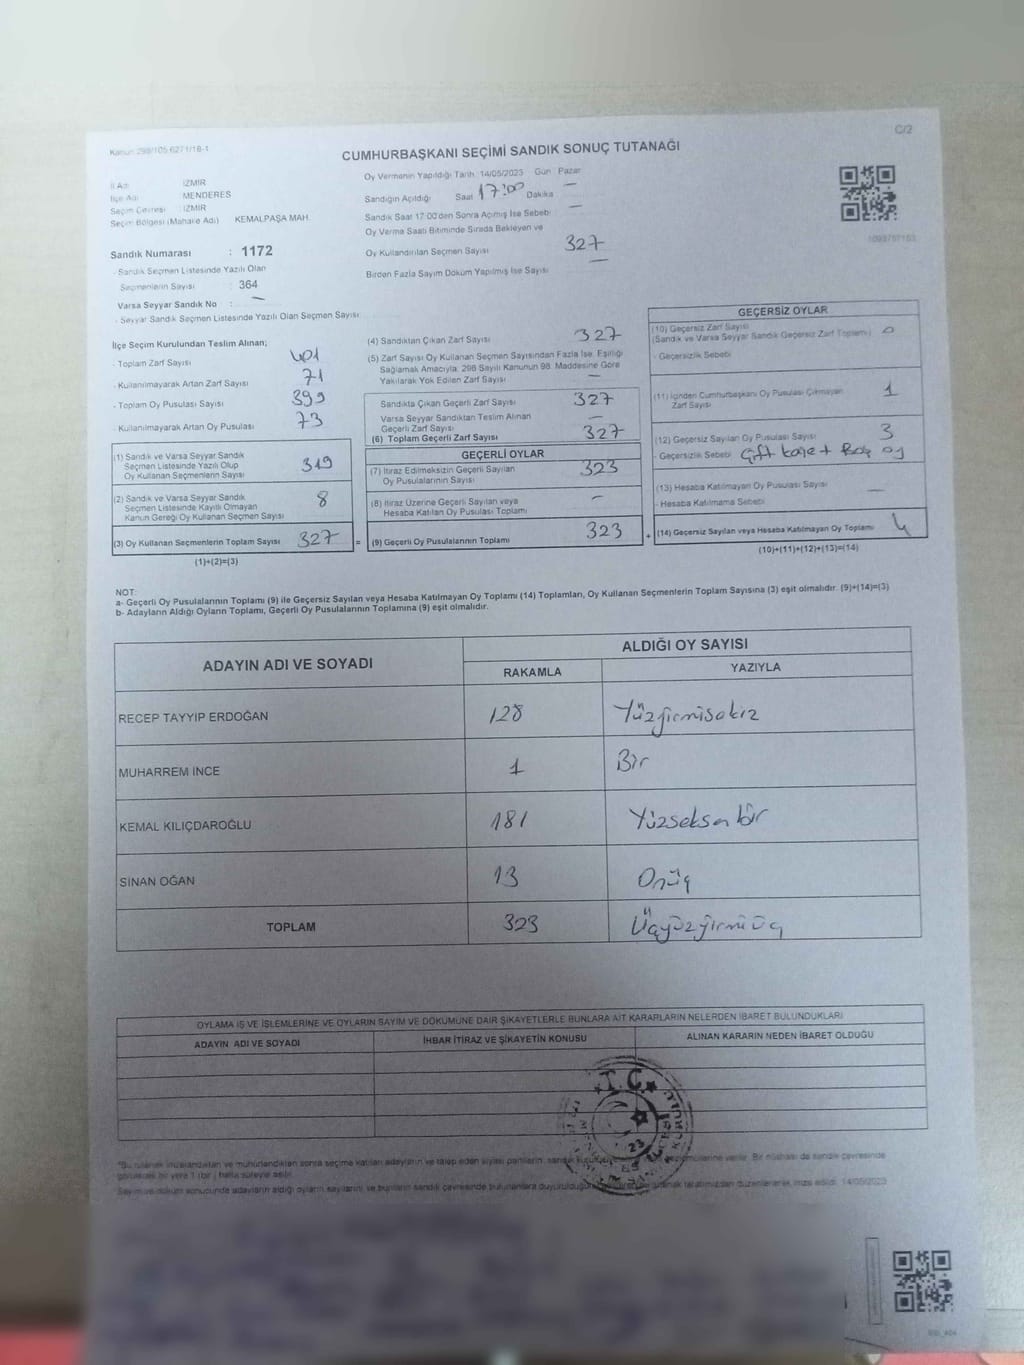 C/2
Kanun 298/105 6271/18-1
CUMHURBAŞKANI SEÇİMİ SANDIK SONUÇ TUTANAĞI
İl Adı : İZMİR
İlçe Adı : MENDERES
Seçim Çevresi : İZMİR
Seçim Bölgesi (Mahalle Adı) KEMALPAŞA MAH.
Sandık Numarası : 1172
- Sandık Seçmen Listesinde Yazılı Olan
Seçmenlerin Sayısı : 364
Varsa Seyyar Sandık No : —
- Seyyar Sandık Seçmen Listesinde Yazılı Olan Seçmen Sayısı
Oy Vermenin Yapıldığı Tarih 14/05/2023 Gün Pazar
Sandığın Açıldığı Saat 17:00 Dakika —
Sandık Saat 17:00'den Sonra Açılmış İse Sebebi —
Oy Verme Saati Bitiminde Sırada Bekleyen ve
Oy Kullandırılan Seçmen Sayısı 327
Birden Fazla Sayım Döküm Yapılmış İse Sayısı —
1093767163
İlçe Seçim Kurulundan Teslim Alınan;
- Toplam Zarf Sayısı 401
- Kullanılmayarak Artan Zarf Sayısı 71
- Toplam Oy Pusulası Sayısı 399
- Kullanılmayarak Artan Oy Pusulası 73
(1) Sandık ve Varsa Seyyar Sandık
Seçmen Listesinde Yazılı Olup
Oy Kullanan Seçmenlerin Sayısı 319
(2) Sandık ve Varsa Seyyar Sandık
Seçmen Listesinde Kayıtlı Olmayan
Kanun Gereği Oy Kullanan Seçmen Sayısı 8
(3) Oy Kullanan Seçmenlerin Toplam Sayısı 327 =
(1)+(2)=(3)
(4) Sandıktan Çıkan Zarf Sayısı 327
(5) Zarf Sayısı Oy Kullanan Seçmen Sayısından Fazla İse, Eşitliği
Sağlamak Amacıyla, 298 Sayılı Kanunun 98. Maddesine Göre
Yakılarak Yok Edilen Zarf Sayısı —
Sandıkta Çıkan Geçerli Zarf Sayısı 327
Varsa Seyyar Sandıktan Teslim Alınan
Geçerli Zarf Sayısı —
(6) Toplam Geçerli Zarf Sayısı 327
GEÇERLİ OYLAR
(7) İtiraz Edilmeksizin Geçerli Sayılan
Oy Pusulalarının Sayısı 323
(8) İtiraz Üzerine Geçerli Sayılan veya
Hesaba Katılan Oy Pusulası Toplamı —
(9) Geçerli Oy Pusulalarının Toplamı 323 +
GEÇERSİZ OYLAR
(10) Geçersiz Zarf Sayısı
(Sandık ve Varsa Seyyar Sandık Geçersiz Zarf Toplamı) 0
- Geçersizlik Sebebi
(11) İçinden Cumhurbaşkanı Oy Pusulası Çıkmayan
Zarf Sayısı 1
(12) Geçersiz Sayılan Oy Pusulası Sayısı 3
- Geçersizlik Sebebi Çift kaşe + Boş oy
(13) Hesaba Katılmayan Oy Pusulası Sayısı —
- Hesaba Katılmama Sebebi
(14) Geçersiz Sayılan veya Hesaba Katılmayan Oy Toplamı 4
(10)+(11)+(12)+(13)=(14)
NOT:
a- Geçerli Oy Pusulalarının Toplamı (9) ile Geçersiz Sayılan veya Hesaba Katılmayan Oy Toplamı (14) Toplamları, Oy Kullanan Seçmenlerin Toplam Sayısına (3) eşit olmalıdır. (9)+(14)=(3)
b- Adayların Aldığı Oyların Toplamı, Geçerli Oy Pusulalarının Toplamına (9) eşit olmalıdır.
ADAYIN ADI VE SOYADI
ALDIĞI OY SAYISI
RAKAMLA YAZIYLA
RECEP TAYYIP ERDOĞAN 128 Yüzyirmisekiz
MUHARREM İNCE 1 Bir
KEMAL KILIÇDAROĞLU 181 Yüzseksenbir
SİNAN OĞAN 13 Onüç
TOPLAM 323 Üçyüzyirmiüç
OYLAMA İŞ VE İŞLEMLERİNE VE OYLARIN SAYIM VE DÖKÜMÜNE DAİR ŞİKAYETLERLE BUNLARA AİT KARARLARIN NELERDEN İBARET BULUNDUKLARI
ADAYIN ADI VE SOYADI İHBAR İTİRAZ VE ŞİKAYETİN KONUSU ALINAN KARARIN NEDEN İBARET OLDUĞU
T.C.
23
14/05/2023